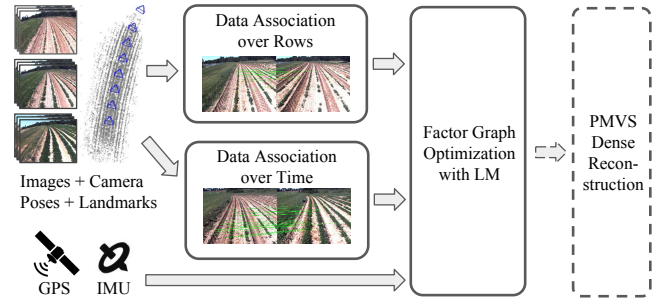 Data Association
over Rows
Images + Camera
Poses + Landmarks
Data Association
over Time
GPS
IMU
Factor Graph
Optimization
with LM
PMVS
Dense
Recon-
struction